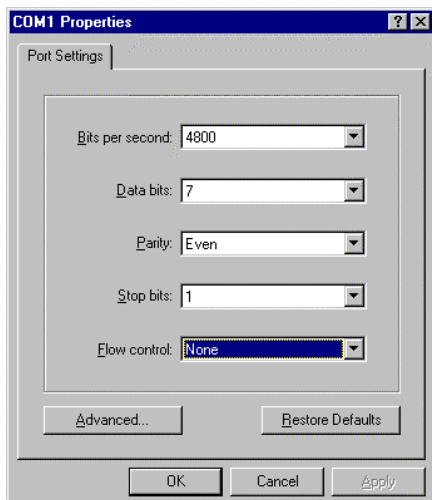 COM1 Properties
Port Settings
Bits per second: 4800
Data bits: 7
Parity: Even
Stop bits: 1
Flow control: None
Advanced... Restore Defaults
OK Cancel Apply